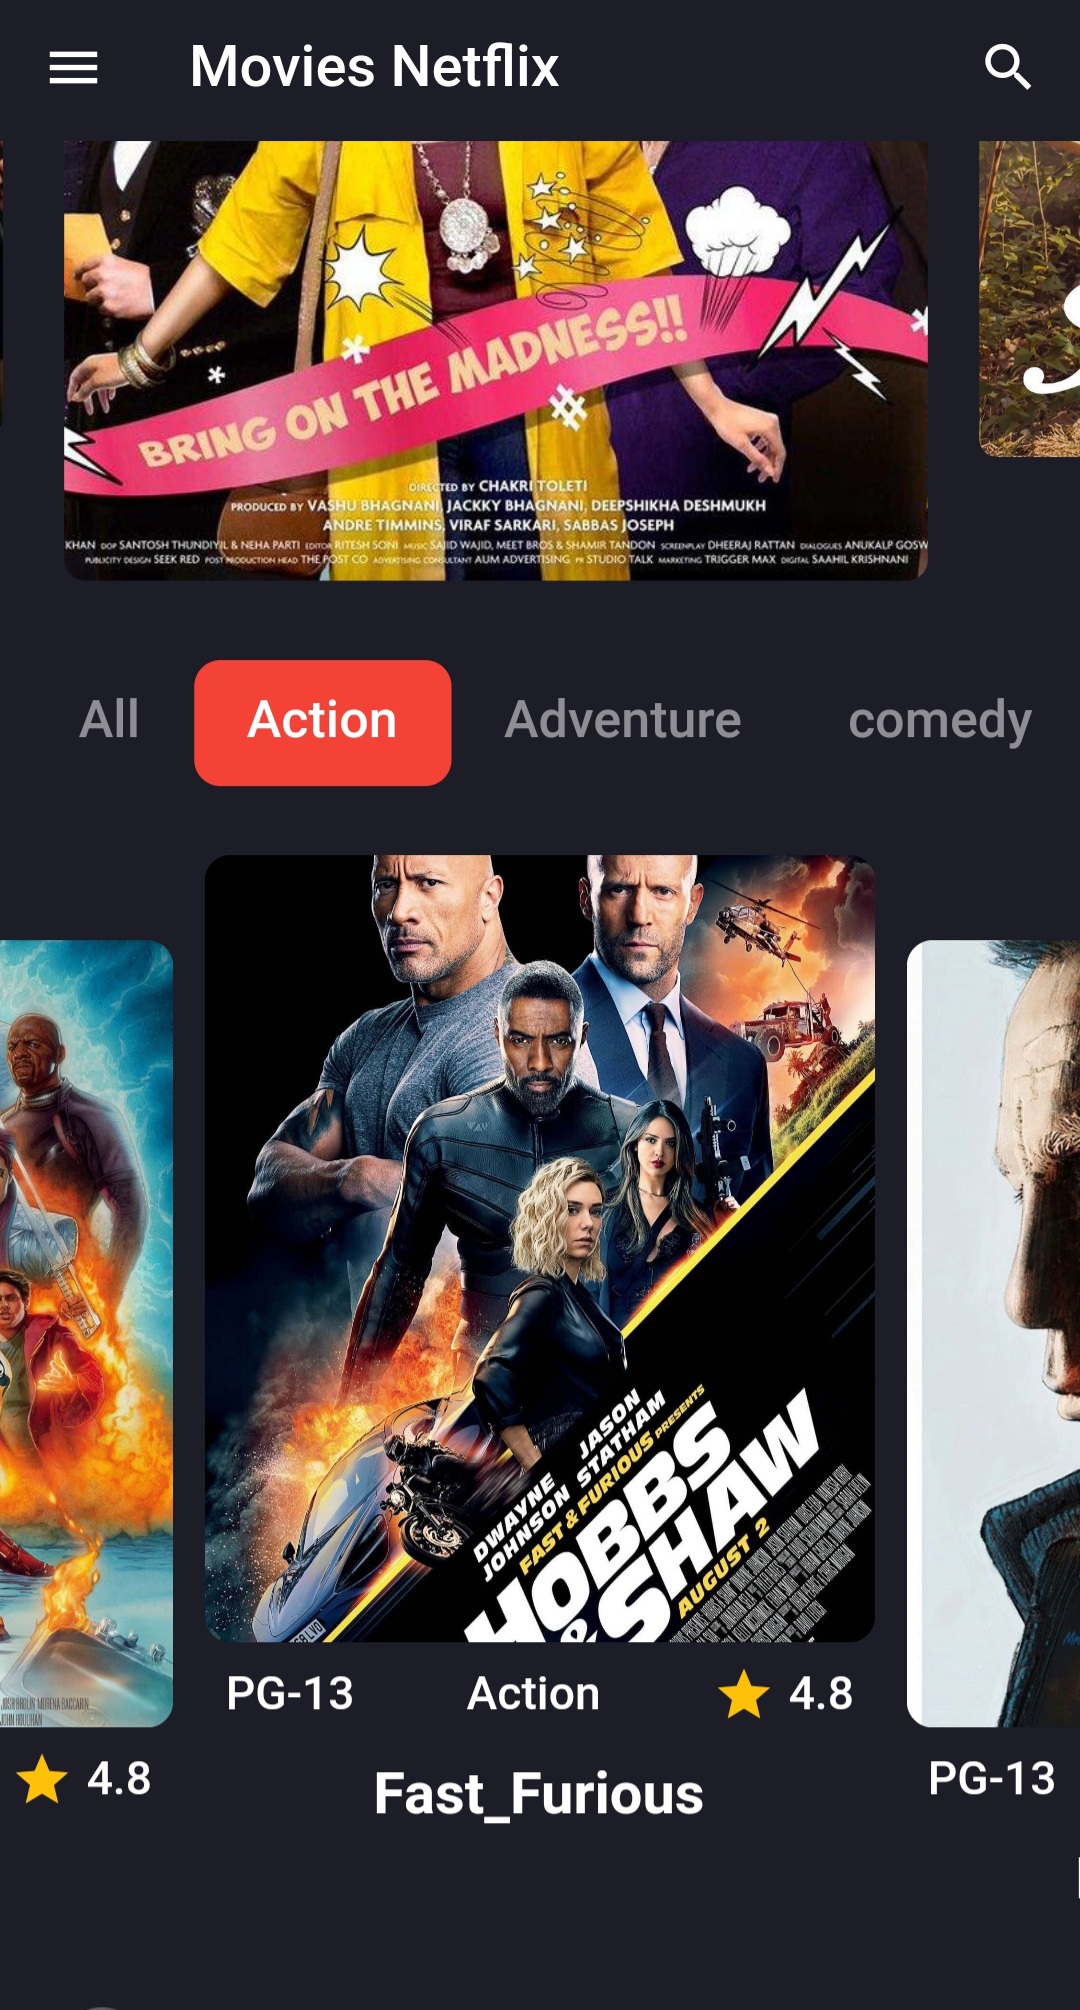 Movies Netflix
BRING ON THE MADNESS!!
DIRECTED BY CHAKRI TOLETI
PRODUCED BY VASHU BHAGNANI, JACKKY BHAGNANI, DEEPSHIKHA DESHMUKH
ANDRE TIMMINS, VIRAF SARKARI, SABBAS JOSEPH
KHAN DOP SANTOSH THUNDIYIL & NEHA PARTI EDITOR RITESH SONI MUSIC SAJID WAJID, MEET BROS & SHAMIR TANDON SCREENPLAY DHEERAJ RATTAN DIALOGUES ANUKALP GOSW
PUBLICITY DESIGN SEEK RED POST PRODUCTION HEAD THE POST CO ADVERTISING CONSULTANT AUM ADVERTISING PR STUDIO TALK MARKETING TRIGGER MAX DIGITAL SAAHIL KRISHNANI
All
Action
Adventure
comedy
DWAYNE JOHNSON
JASON STATHAM
FAST & FURIOUS PRESENTS
HOBBS
& SHAW
AUGUST 2
JOSH BROLIN MORENA BACCARIN
PG-13
Action
4.8
4.8
Fast_Furious
PG-13